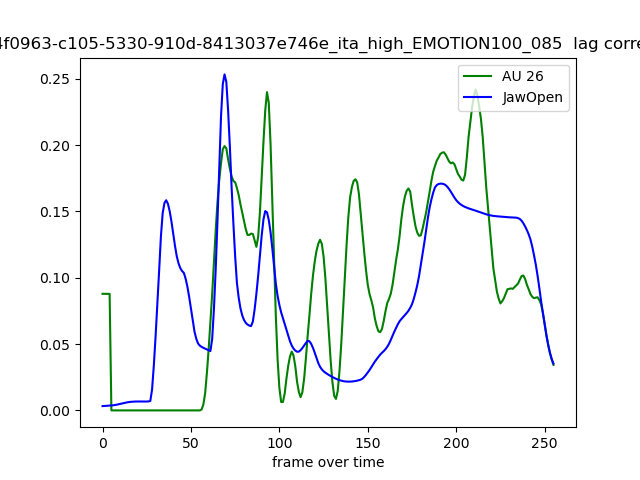 4f0963-c105-5330-910d-8413037e746e_ita_high_EMOTION100_085 lag corre
AU 26
JawOpen
0.25
0.20
0.15
0.10
0.05
0.00
0 50 100 150 200 250
frame over time